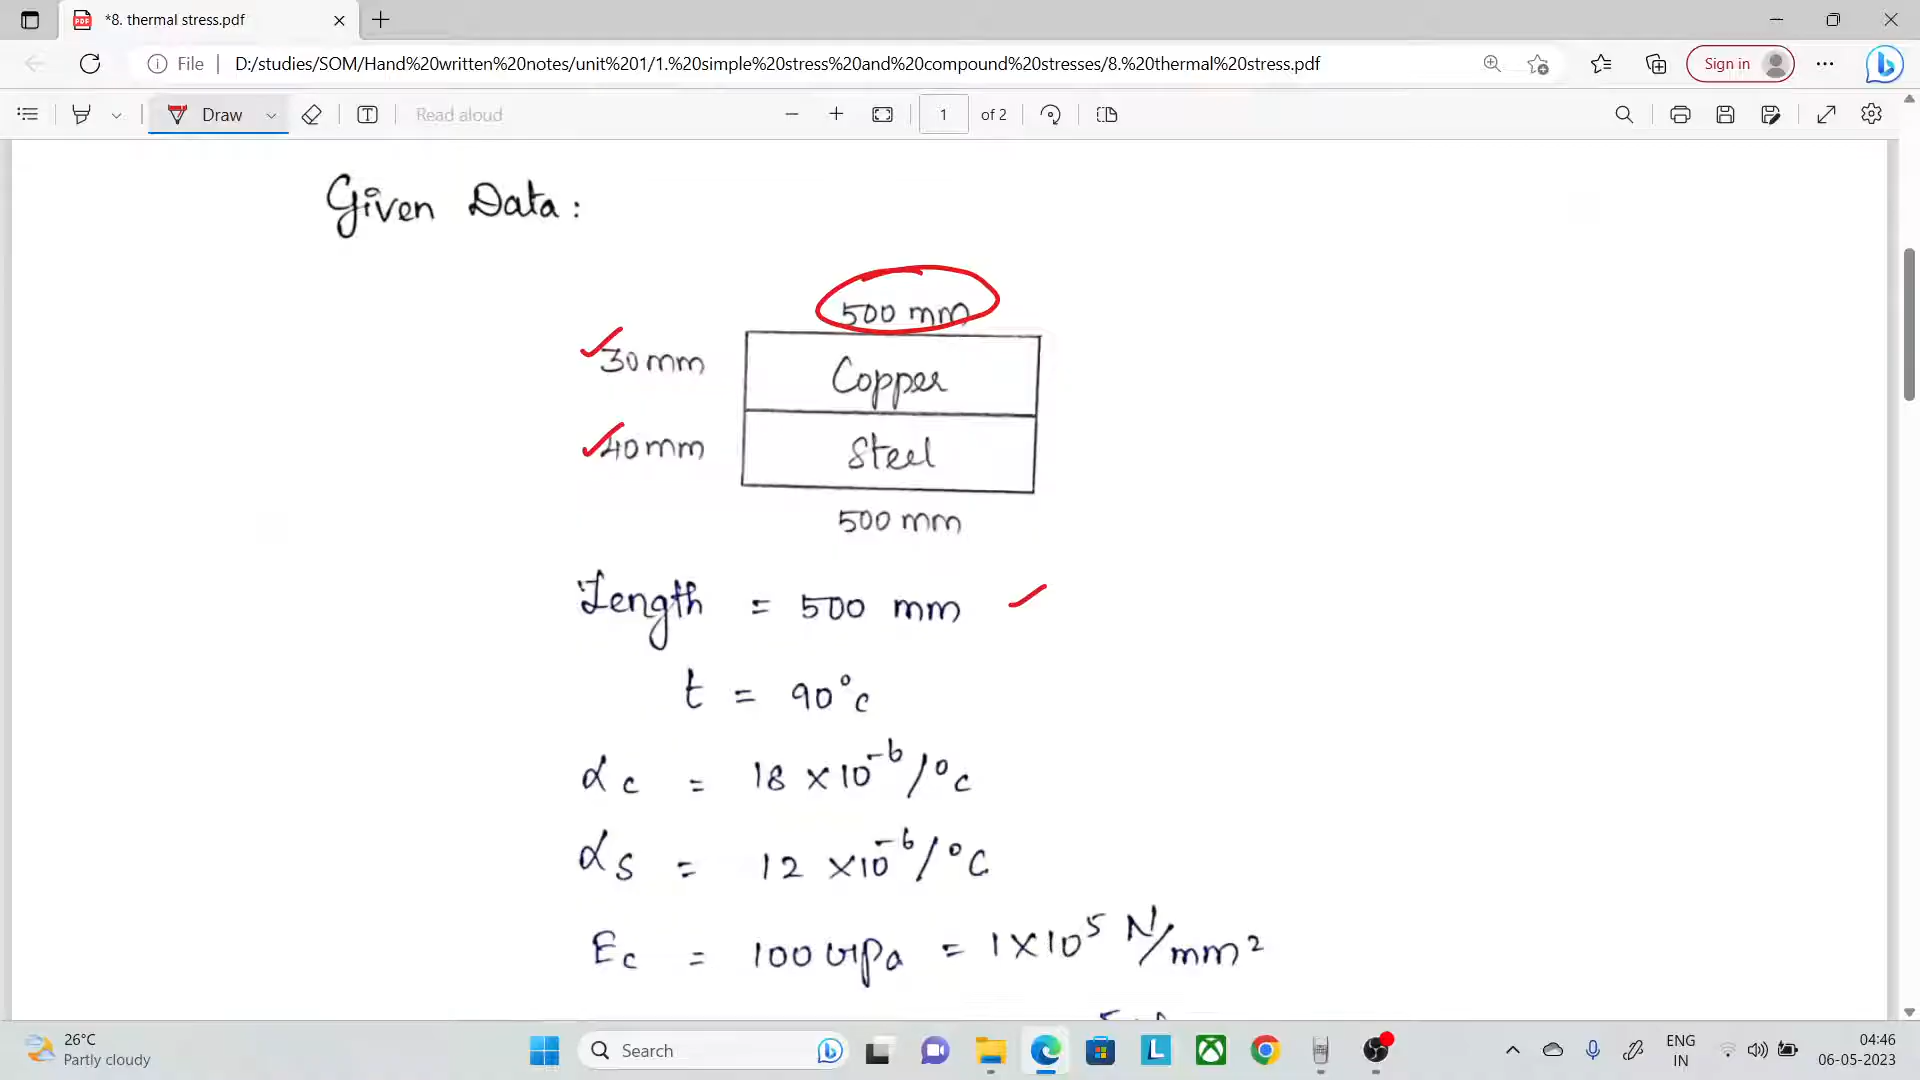 *8. thermal stress.pdf
File
D:/studies/SOM/Hand%20written%20notes/unit%201/1.%20simple%20stress%20and%20compound%20stresses/8.%20thermal%20stress.pdf
Sign in
Draw
Read aloud
1 of 2
Given Data:
500 mm
30 mm
Copper
40 mm
Steel
500 mm
Length = 500 mm
t = 90°c
αc = 18 ×10⁻⁶/°c
αs = 12 ×10⁻⁶/°C
Ec = 100 GPa = 1×10⁵ N/mm²
26°C
Partly cloudy
Search
ENG
IN
04:46
06-05-2023